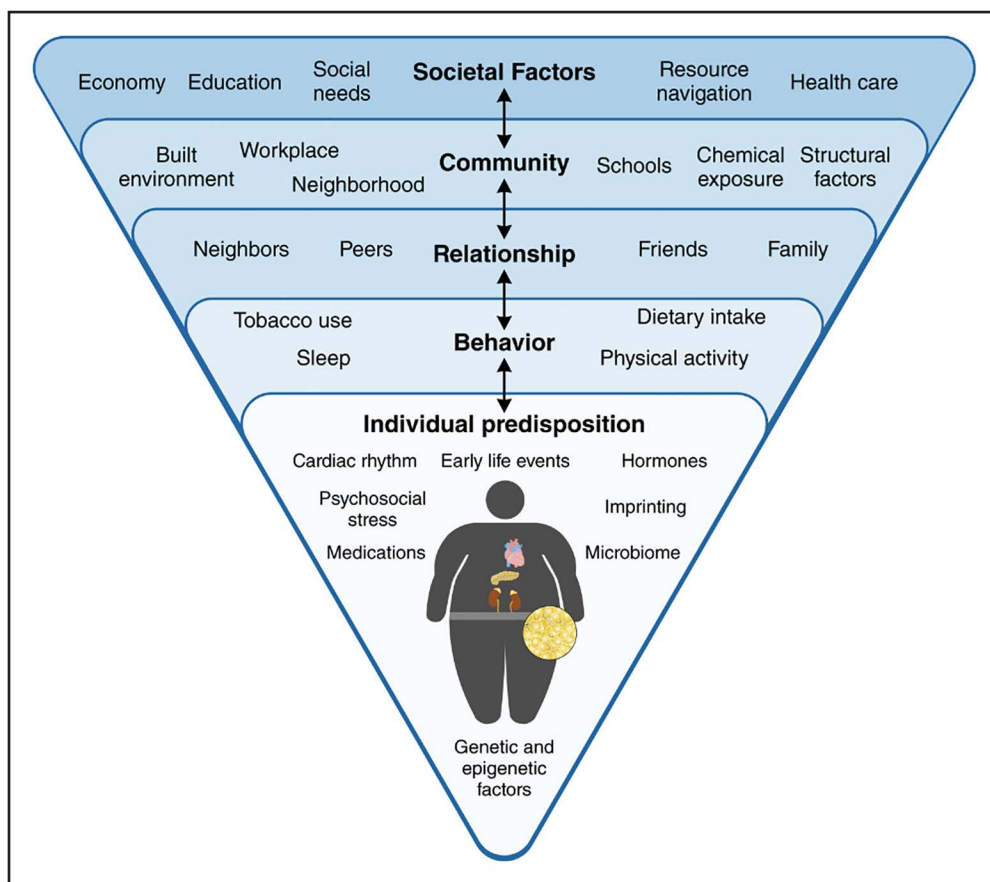 Economy Education Social needs Societal Factors Resource navigation Health care
Built environment Workplace Neighborhood Community Schools Chemical exposure Structural factors
Neighbors Peers Relationship Friends Family
Tobacco use Sleep Behavior Dietary intake Physical activity
Individual predisposition
Cardiac rhythm Early life events Hormones
Psychosocial stress Imprinting
Medications Microbiome
Genetic and
epigenetic
factors